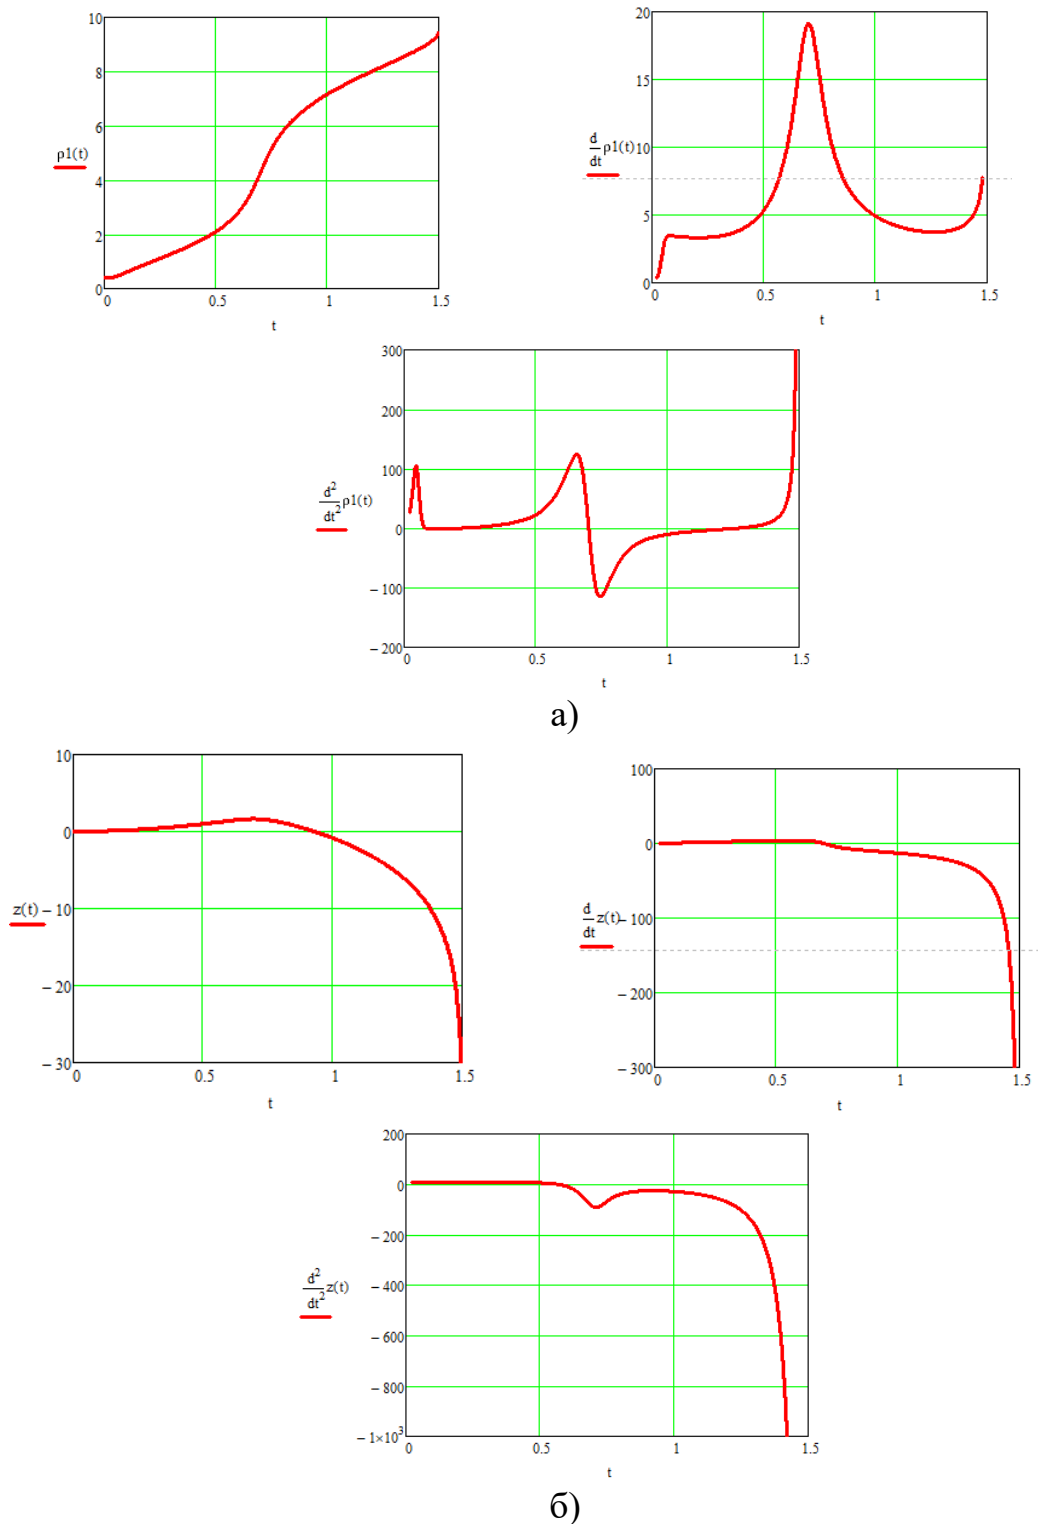 10
8
6
4
2
0
ρ1(t)
0 0.5 1 1.5
t
20
15
10
5
0
d/dt ρ1(t)
0 0.5 1 1.5
t
300
200
100
0
−100
−200
d²/dt² ρ1(t)
0 0.5 1 1.5
t
а)
10
0
−10
−20
−30
z(t)
0 0.5 1 1.5
t
100
0
−100
−200
−300
d/dt z(t)
0 0.5 1 1.5
t
200
0
−200
−400
−600
−800
−1×10³
d²/dt² z(t)
0 0.5 1 1.5
t
б)